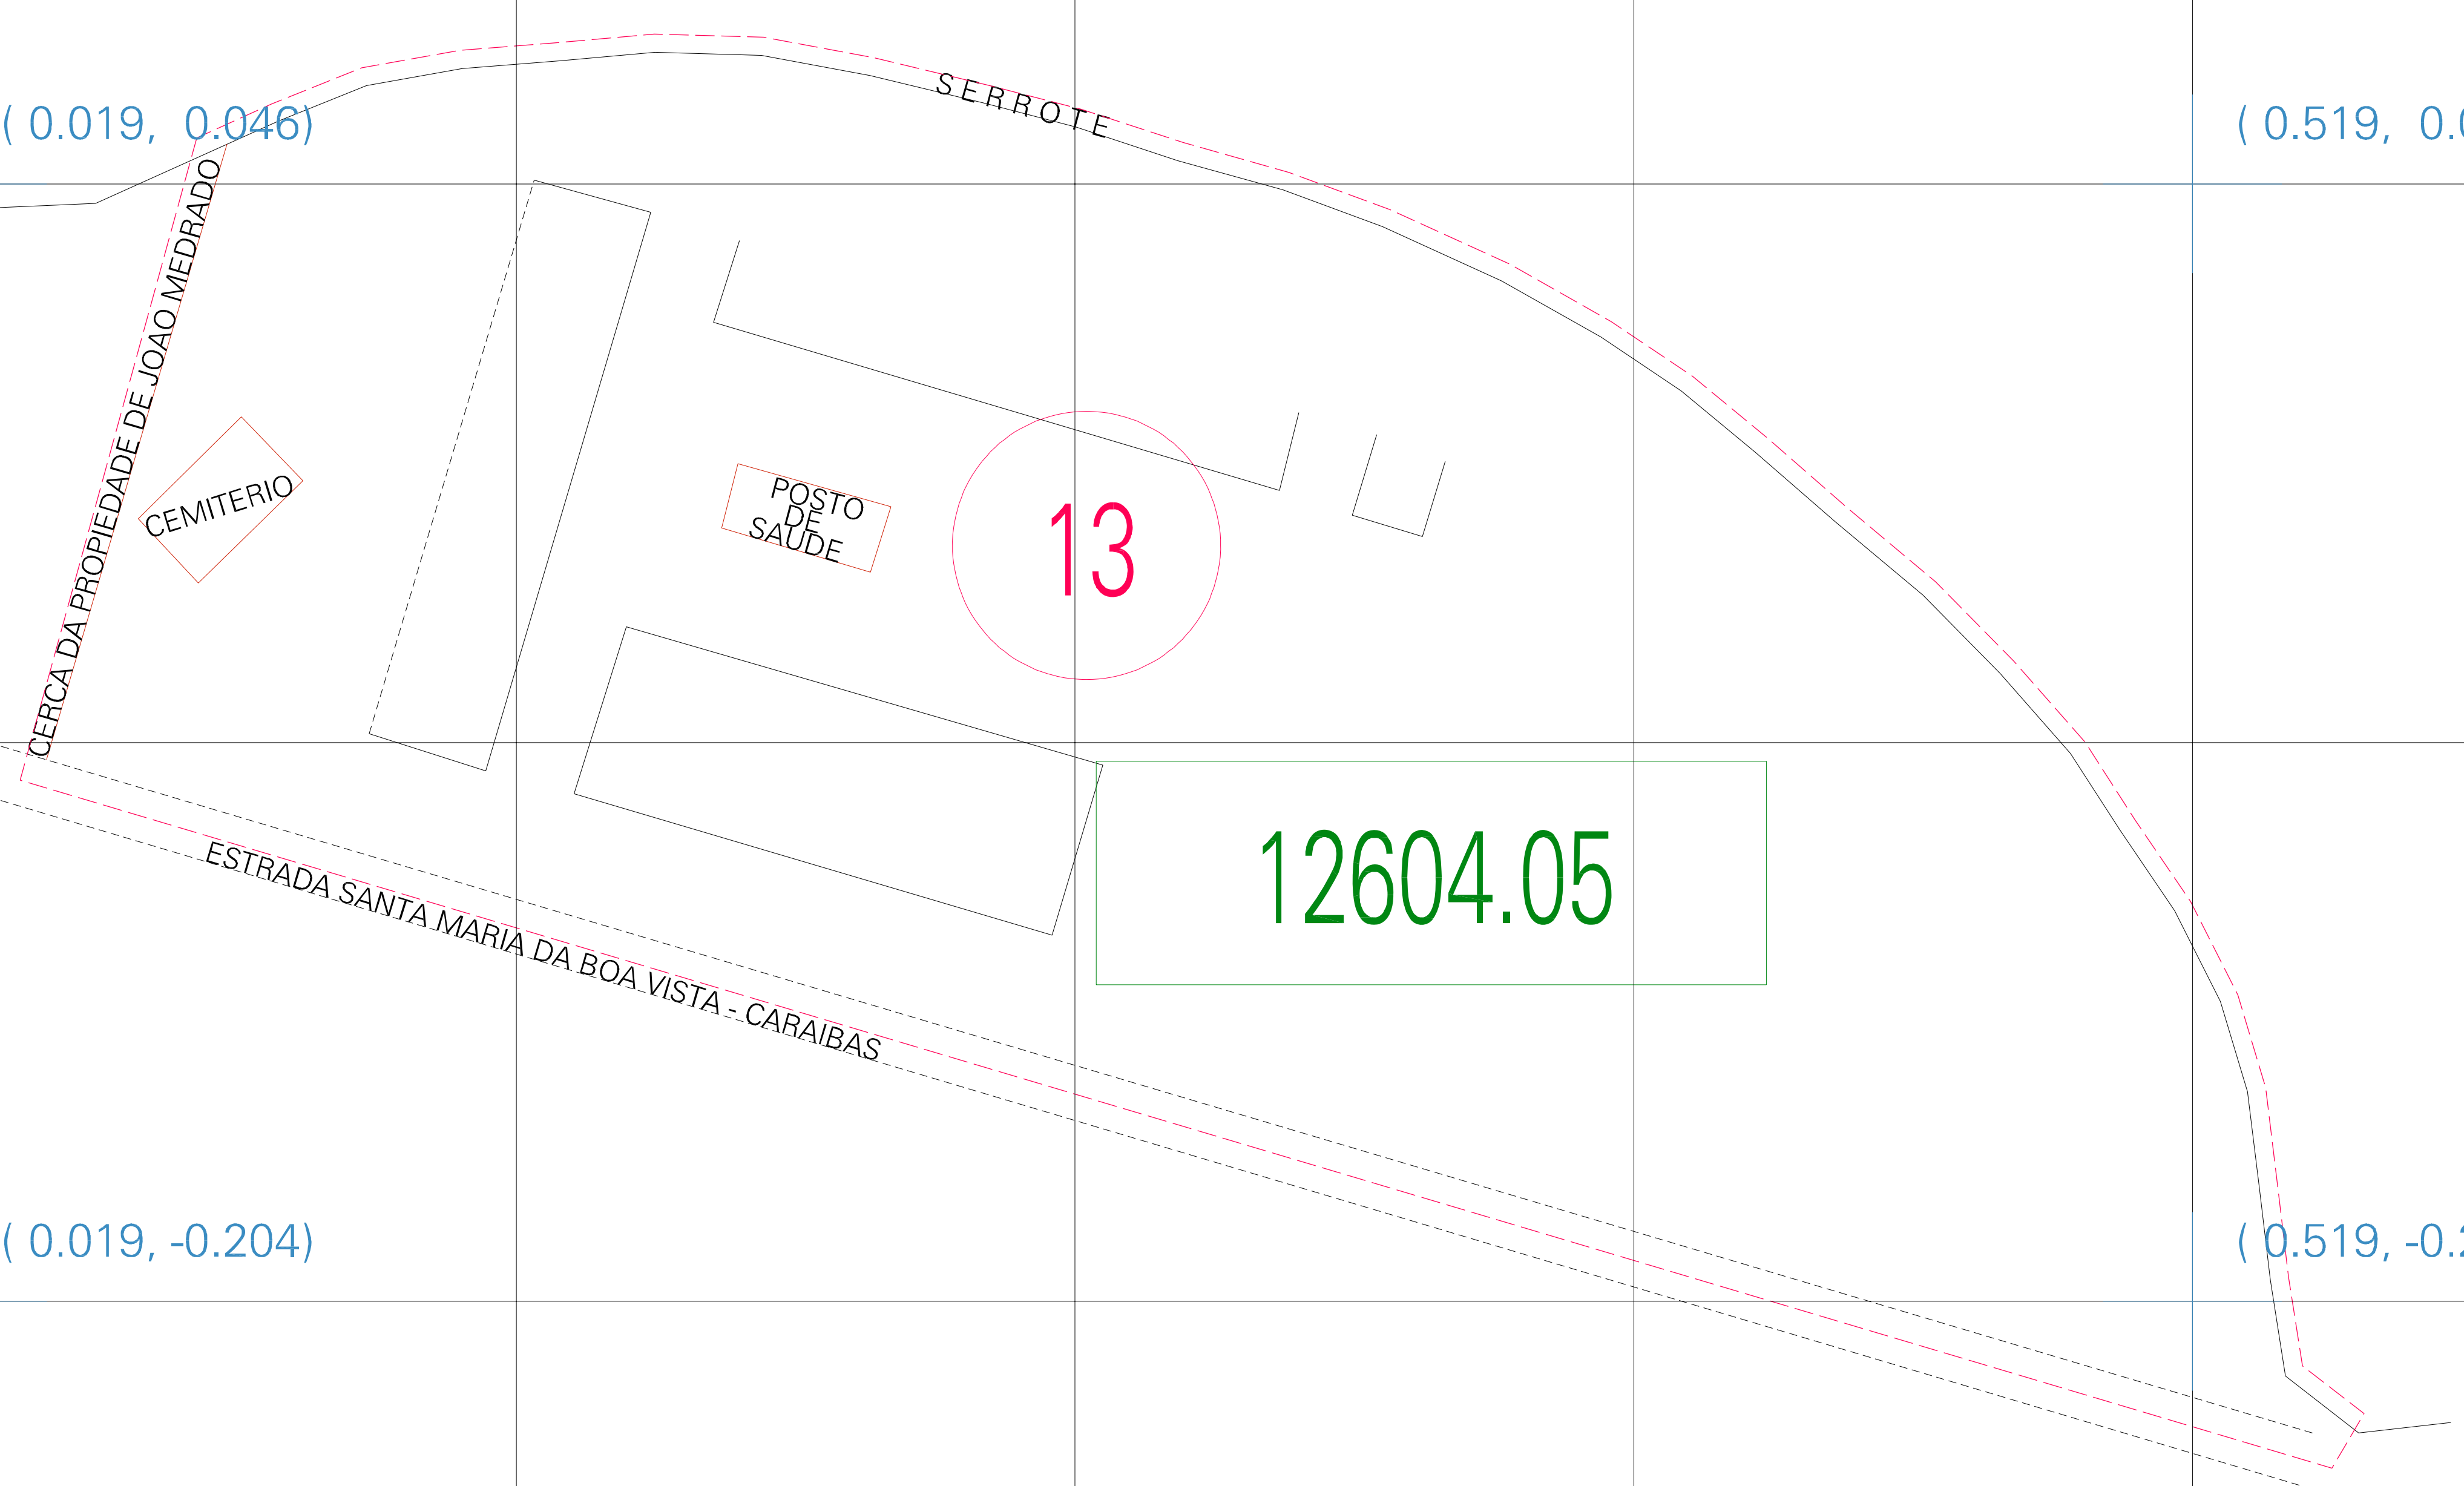 SERROTE
( 0.019, 0.046)
( 0.519, 0.0
CERCA DA PROPIEDADE DE JOAO MEDRADO
CEMITERIO
POSTO
DE
SAUDE
13
12604.05
ESTRADA SANTA MARIA DA BOA VISTA - CARAIBAS
( 0.019, -0.204)
( 0.519, -0.2